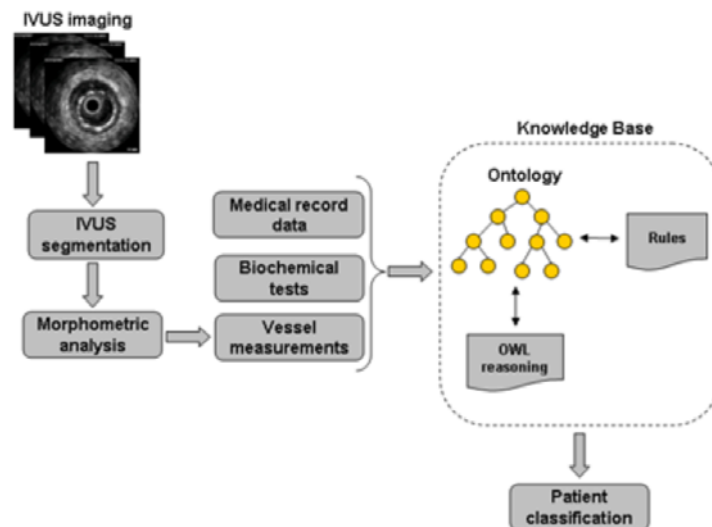 IVUS imaging
IVUS
segmentation
Morphometric
analysis
Medical record
data
Biochemical
tests
Vessel
measurements
Knowledge Base
Ontology
Rules
OWL
reasoning
Patient
classification